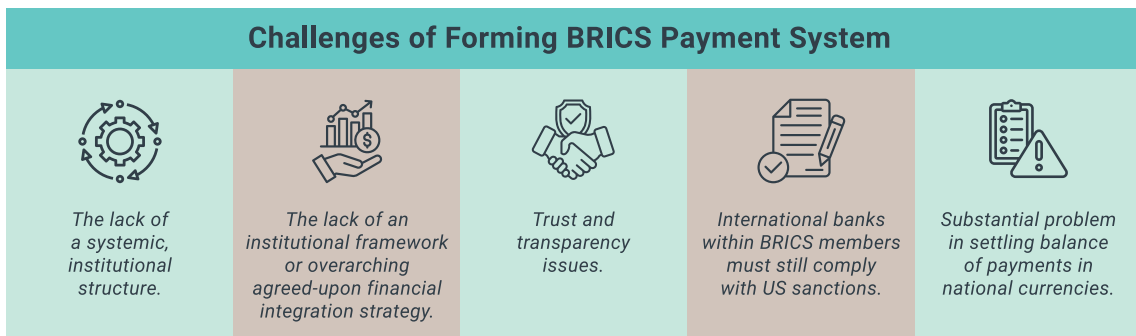 Challenges of Forming BRICS Payment System
The lack of
a systemic,
institutional
structure.
The lack of an
institutional framework
or overarching
agreed-upon financial
integration strategy.
$
Trust and
transparency
issues.
International banks
within BRICS members
must still comply
with US sanctions.
Substantial problem
in settling balance
of payments in
national currencies.